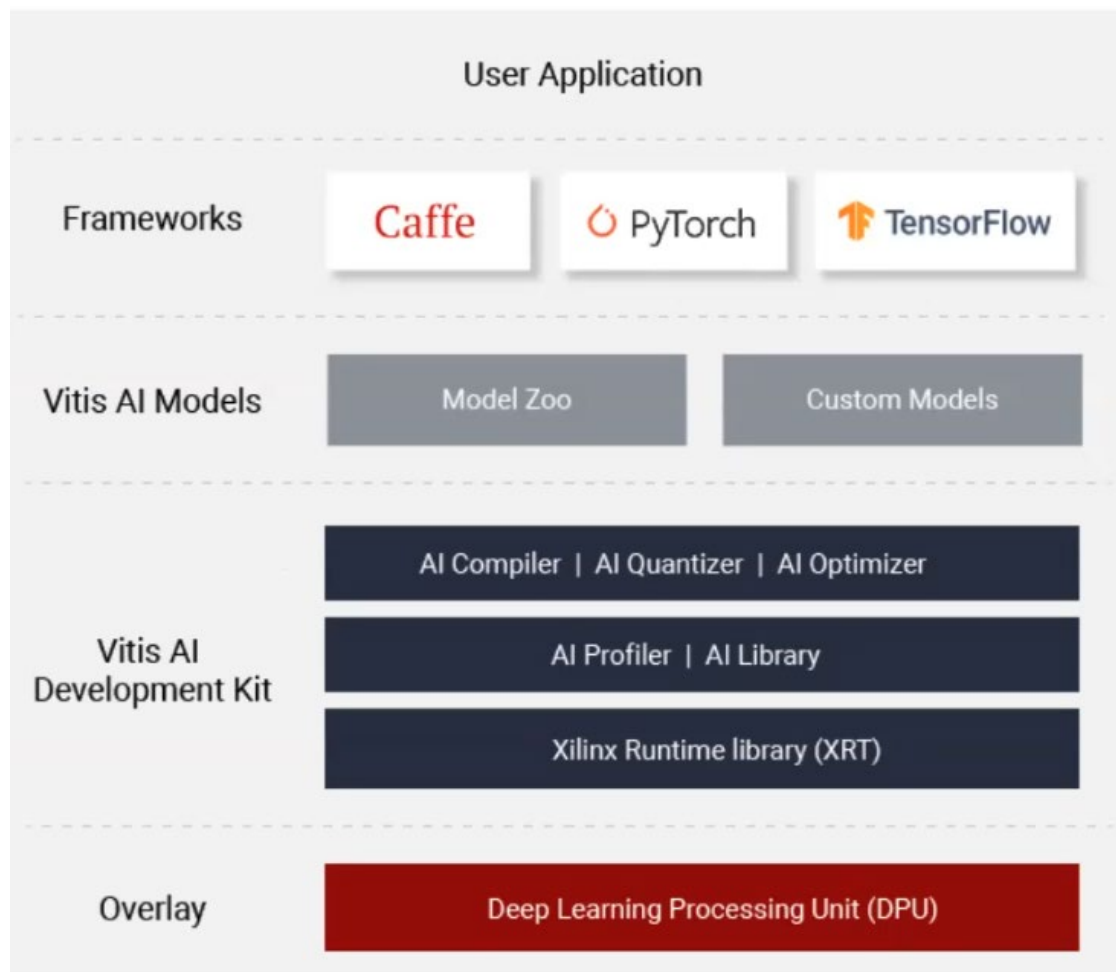 User Application
Frameworks
Caffe
PyTorch
TensorFlow
Vitis AI Models
Model Zoo
Custom Models
Vitis AI
Development Kit
AI Compiler | AI Quantizer | AI Optimizer
AI Profiler | AI Library
Xilinx Runtime library (XRT)
Overlay
Deep Learning Processing Unit (DPU)